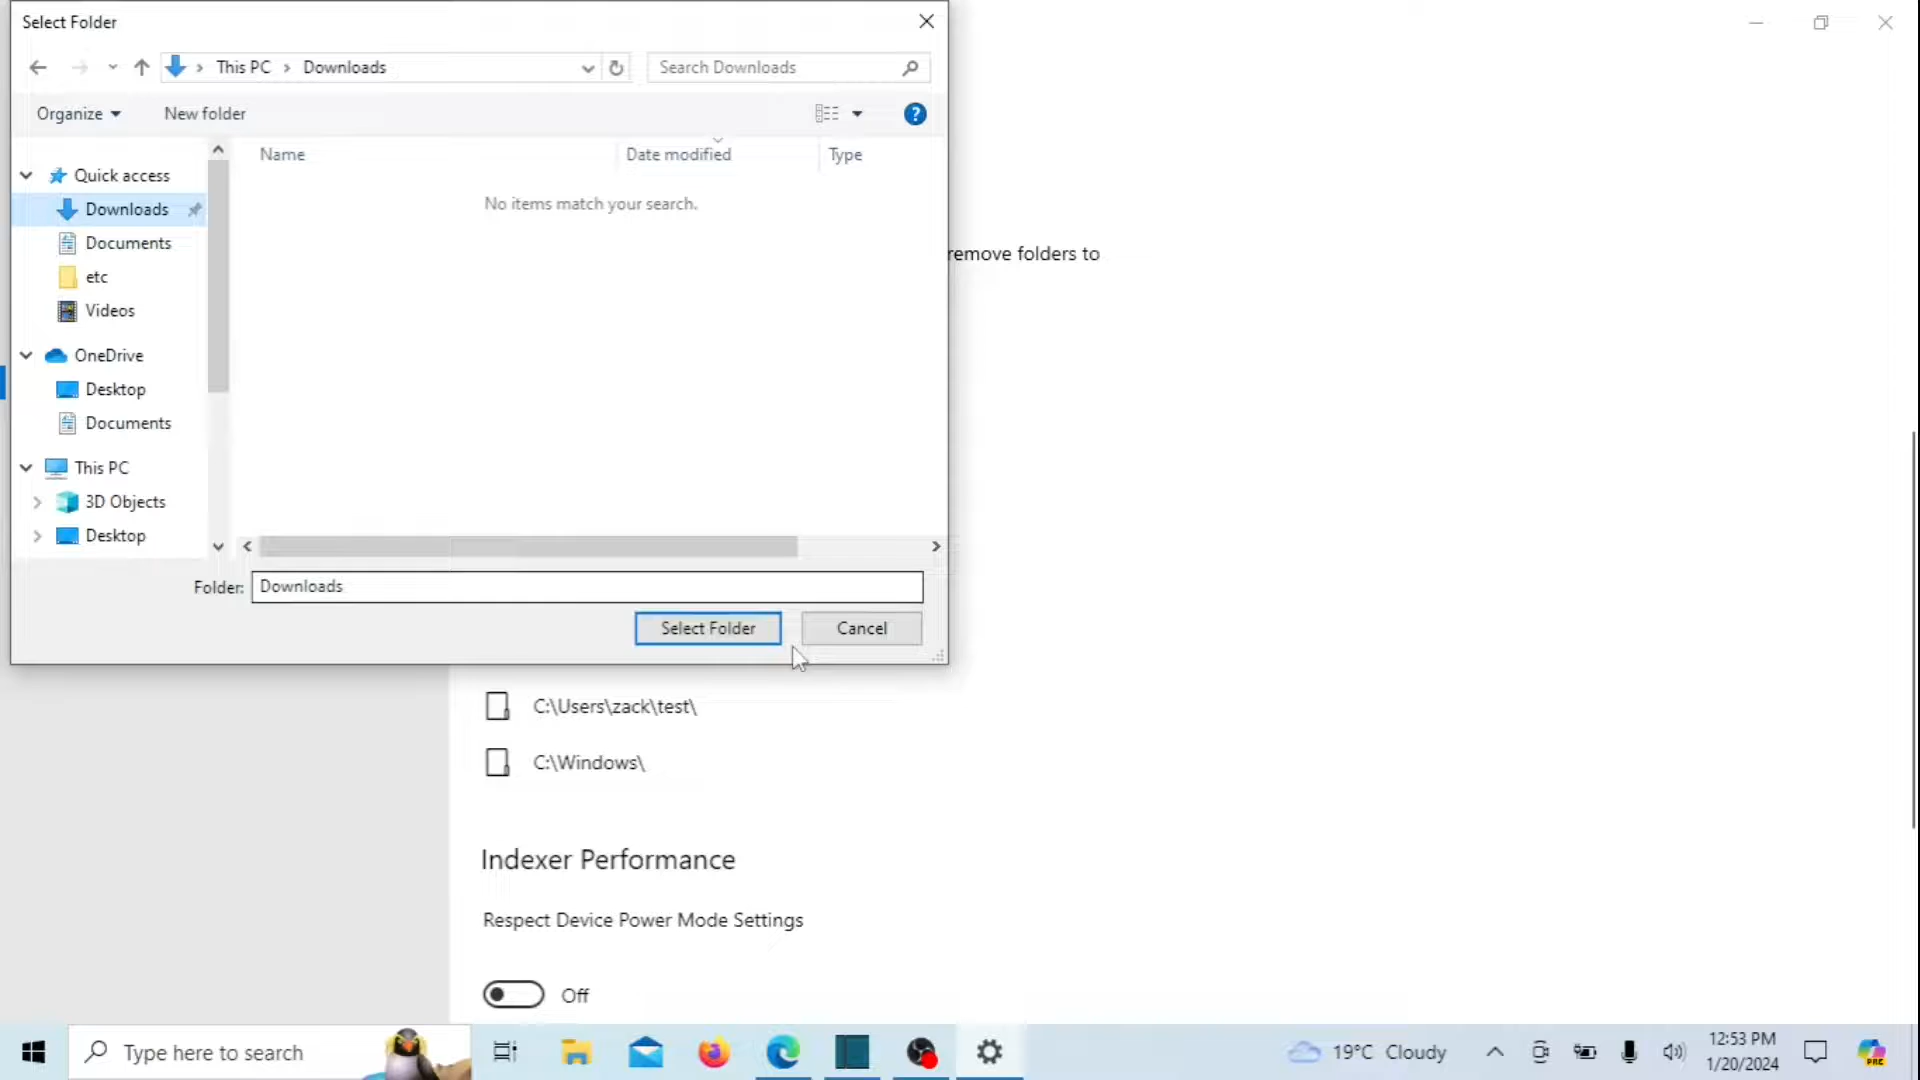 Select Folder
This PC > Downloads
Search Downloads
Organize
New folder
?
Name
Date modified
Type
Quick access
No items match your search.
Downloads
Documents
etc
Videos
OneDrive
Desktop
Documents
This PC
3D Objects
Desktop
Folder:
Downloads
Select Folder
Cancel
remove folders to
C:\Users\zack\test\
C:\Windows\
Indexer Performance
Respect Device Power Mode Settings
Off
Type here to search
19°C Cloudy
12:53 PM
1/20/2024
PRE